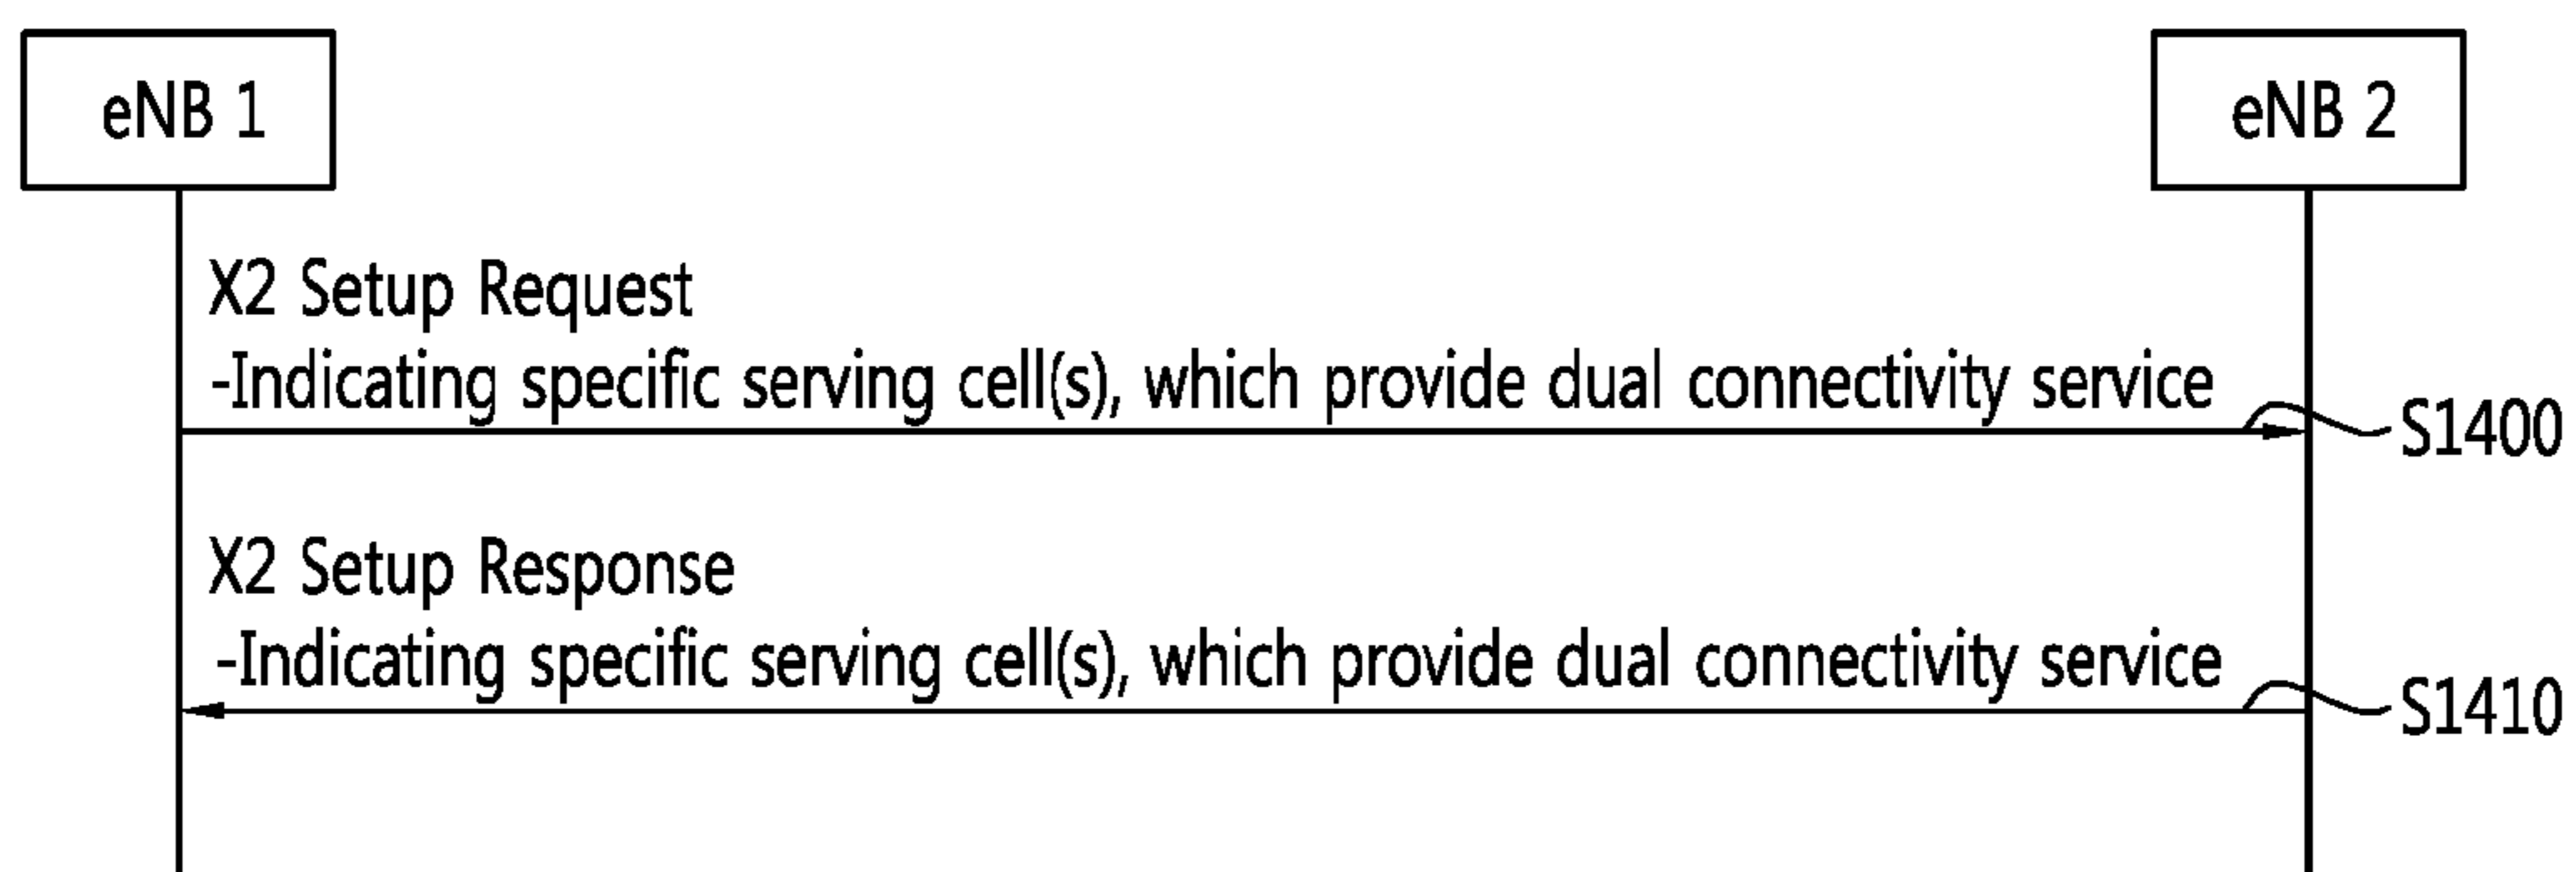 eNB 1
eNB 2
X2 Setup Request
-Indicating specific serving cell(s), which provide dual connectivity service
S1400
X2 Setup Response
-Indicating specific serving cell(s), which provide dual connectivity service
S1410